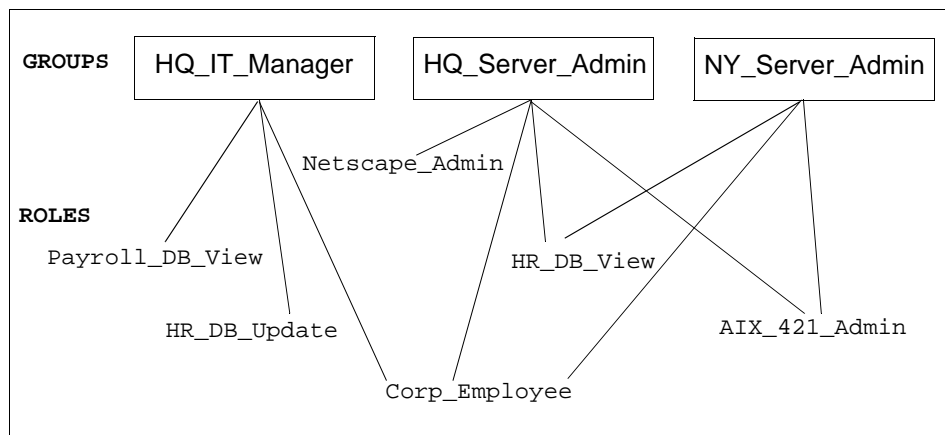 GROUPS
HQ_IT_Manager
HQ_Server_Admin
NY_Server_Admin
Netscape_Admin
ROLES
Payroll_DB_View
HR_DB_View
HR_DB_Update
AIX_421_Admin
Corp_Employee